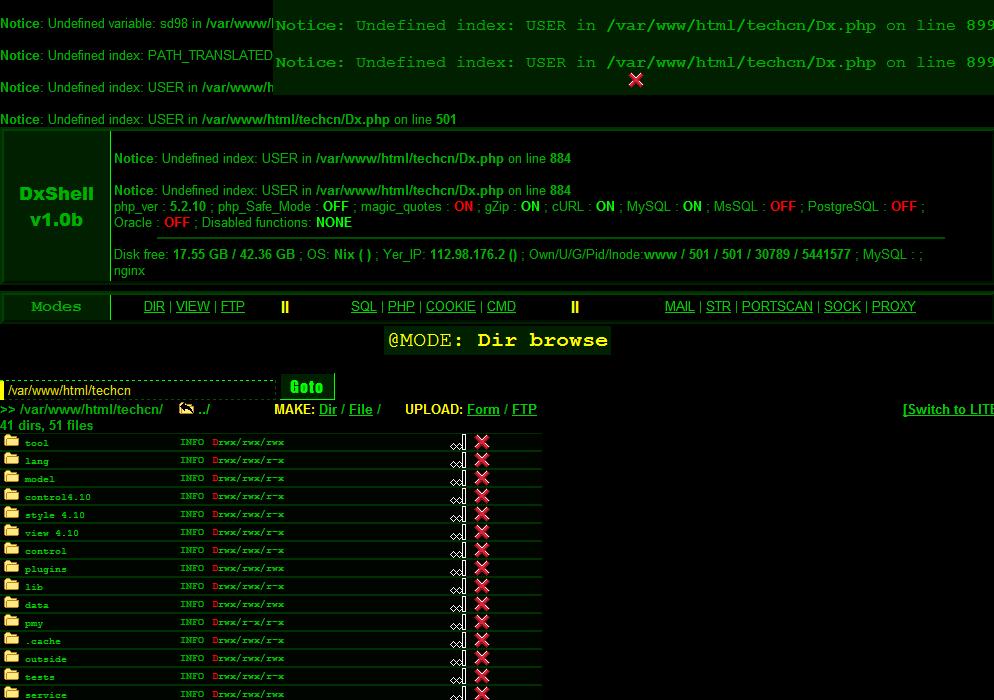 Notice: Undefined variable: sd98 in /var/www/l
Notice: Undefined index: USER in /var/www/html/techcn/Dx.php on line 899
Notice: Undefined index: PATH_TRANSLATED
Notice: Undefined index: USER in /var/www/html/techcn/Dx.php on line 899
Notice: Undefined index: USER in /var/www/h
Notice: Undefined index: USER in /var/www/html/techcn/Dx.php on line 501
DxShell
v1.0b
Notice: Undefined index: USER in /var/www/html/techcn/Dx.php on line 884
Notice: Undefined index: USER in /var/www/html/techcn/Dx.php on line 884
php_ver : 5.2.10 ; php_Safe_Mode : OFF ; magic_quotes : ON ; gZip : ON ; cURL : ON ; MySQL : ON ; MsSQL : OFF ; PostgreSQL : OFF ;
Oracle : OFF ; Disabled functions: NONE
Disk free: 17.55 GB / 42.36 GB ; OS: Nix ( ) ; Yer_IP: 112.98.176.2 () ; Own/U/G/Pid/Inode:www / 501 / 501 / 30789 / 5441577 ; MySQL : ;
nginx
Modes DIR | VIEW | FTP || SQL | PHP | COOKIE | CMD || MAIL | STR | PORTSCAN | SOCK | PROXY
@MODE: Dir browse
/var/www/html/techcn Goto
>> /var/www/html/techcn/ ../ MAKE: Dir / File / UPLOAD: Form / FTP [Switch to LITE
41 dirs, 51 files
tool INFO Drwx/rwx/rwx
lang INFO Drwx/rwx/r-x
model INFO Drwx/rwx/r-x
control4.10 INFO Drwx/rwx/r-x
style 4.10 INFO Drwx/rwx/r-x
view 4.10 INFO Drwx/rwx/r-x
control INFO Drwx/rwx/r-x
plugins INFO Drwx/rwx/rwx
lib INFO Drwx/rwx/r-x
data INFO Drwx/rwx/rwx
pmy INFO Drwx/rwx/r-x
.cache INFO Drwx/rwx/r-x
outside INFO Drwx/rwx/rwx
tests INFO Drwx/rwx/r-x
service INFO Drwx/rwx/rwx